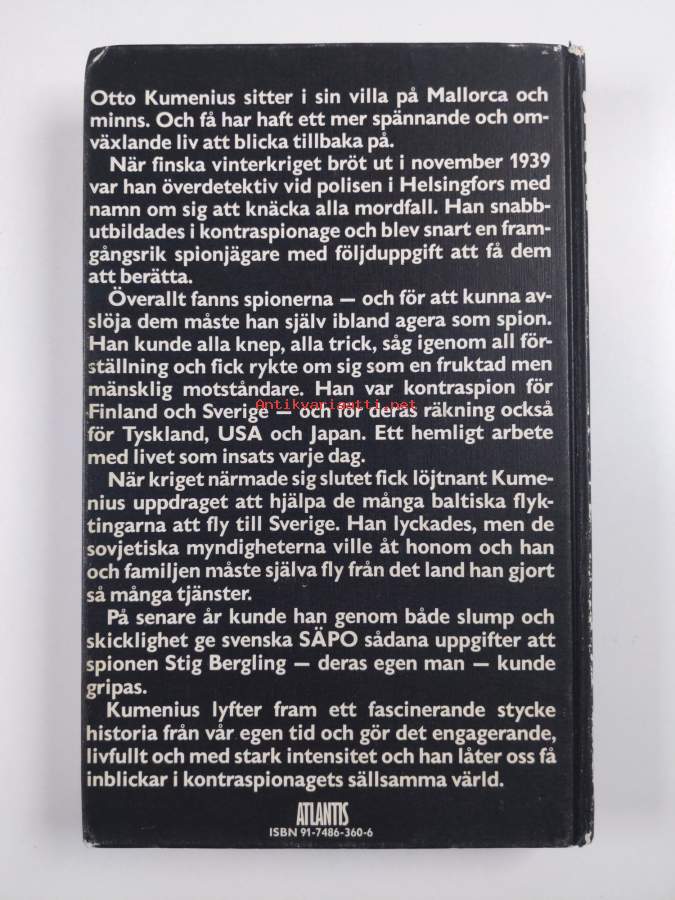 Otto Kumenius sitter i sin villa på Mallorca och
minns. Och få har haft ett mer spännande och om-
växlande liv att blicka tillbaka på.
När finska vinterkriget bröt ut i november 1939
var han överdetektiv vid polisen i Helsingfors med
namn om sig att knäcka alla mordfall. Han snabb-
utbildades i kontraspionage och blev snart en fram-
gångsrik spionjägare med följduppgift att få dem
att berätta.
Överallt fanns spionerna – och för att kunna av-
slöja dem måste han själv ibland agera som spion.
Han kunde alla knep, alla trick, såg igenom all för-
ställning och fick rykte om sig som en fruktad men
mänsklig motståndare. Han var kontraspion för
Finland och Sverige – och för deras räkning också
Antikvariaatti.net
för Tyskland, USA och Japan. Ett hemligt arbete
med livet som insats varje dag.
När kriget närmade sig slutet fick löjtnant Kume-
nius uppdraget att hjälpa de många baltiska flyk-
tingarna att fly till Sverige. Han lyckades, men de
sovjetiska myndigheterna ville åt honom och han
och familjen måste själva fly från det land han gjort
så många tjänster.
På senare år kunde han genom både slump och
skicklighet ge svenska SÄPO sådana uppgifter att
spionen Stig Bergling – deras egen man – kunde
gripas.
Kumenius lyfter fram ett fascinerande stycke
historia från vår egen tid och gör det engagerande,
livfullt och med stark intensitet och han låter oss få
inblickar i kontraspionagets sällsamma värld.
ATLANTIS
ISBN 91-7486-360-6